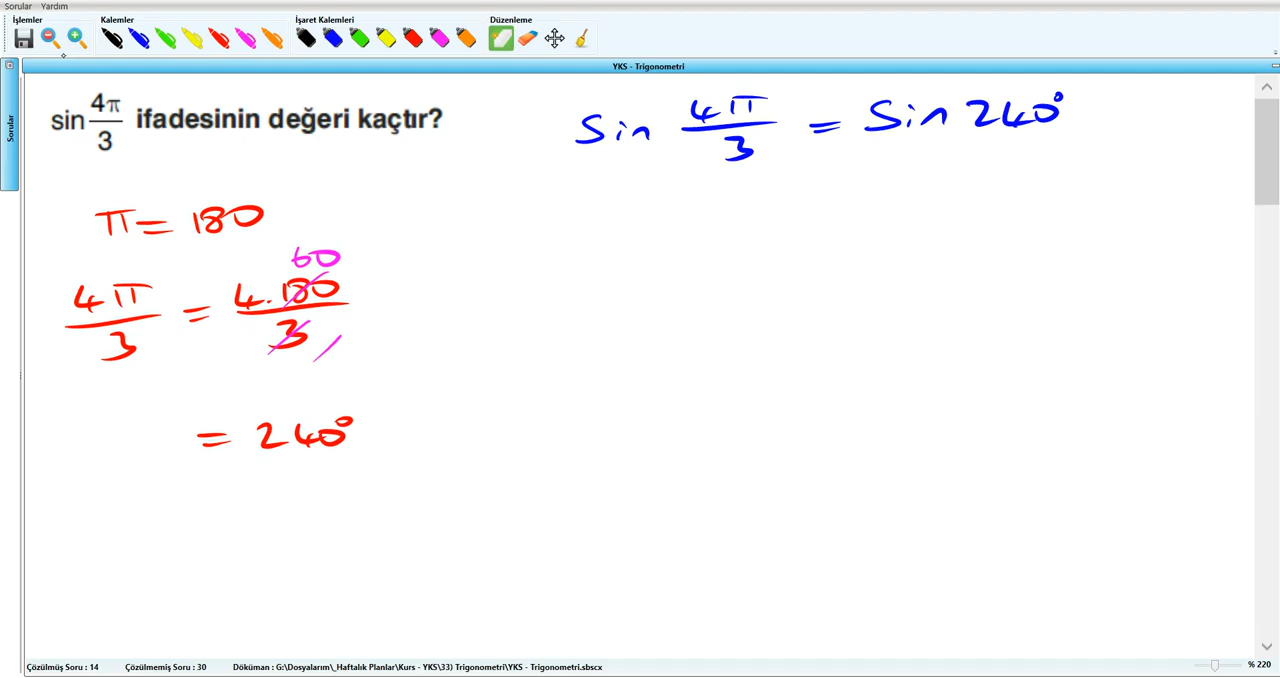 Sorular Yardım
İşlemler Kalemler İşaret Kalemleri Düzenleme
YKS - Trigonometri
Sorular
sin 4π/3 ifadesinin değeri kaçtır?
Sin 4π/3 = Sin 240°
π = 180
60
4π/3 = 4.180/3
= 240°
Çözülmüş Soru : 14 Çözülmemiş Soru : 30 Döküman : G:\Dosyalarım\_Haftalık Planlar\Kurs - YKS\33) Trigonometri\YKS - Trigonometri.sbscx % 220